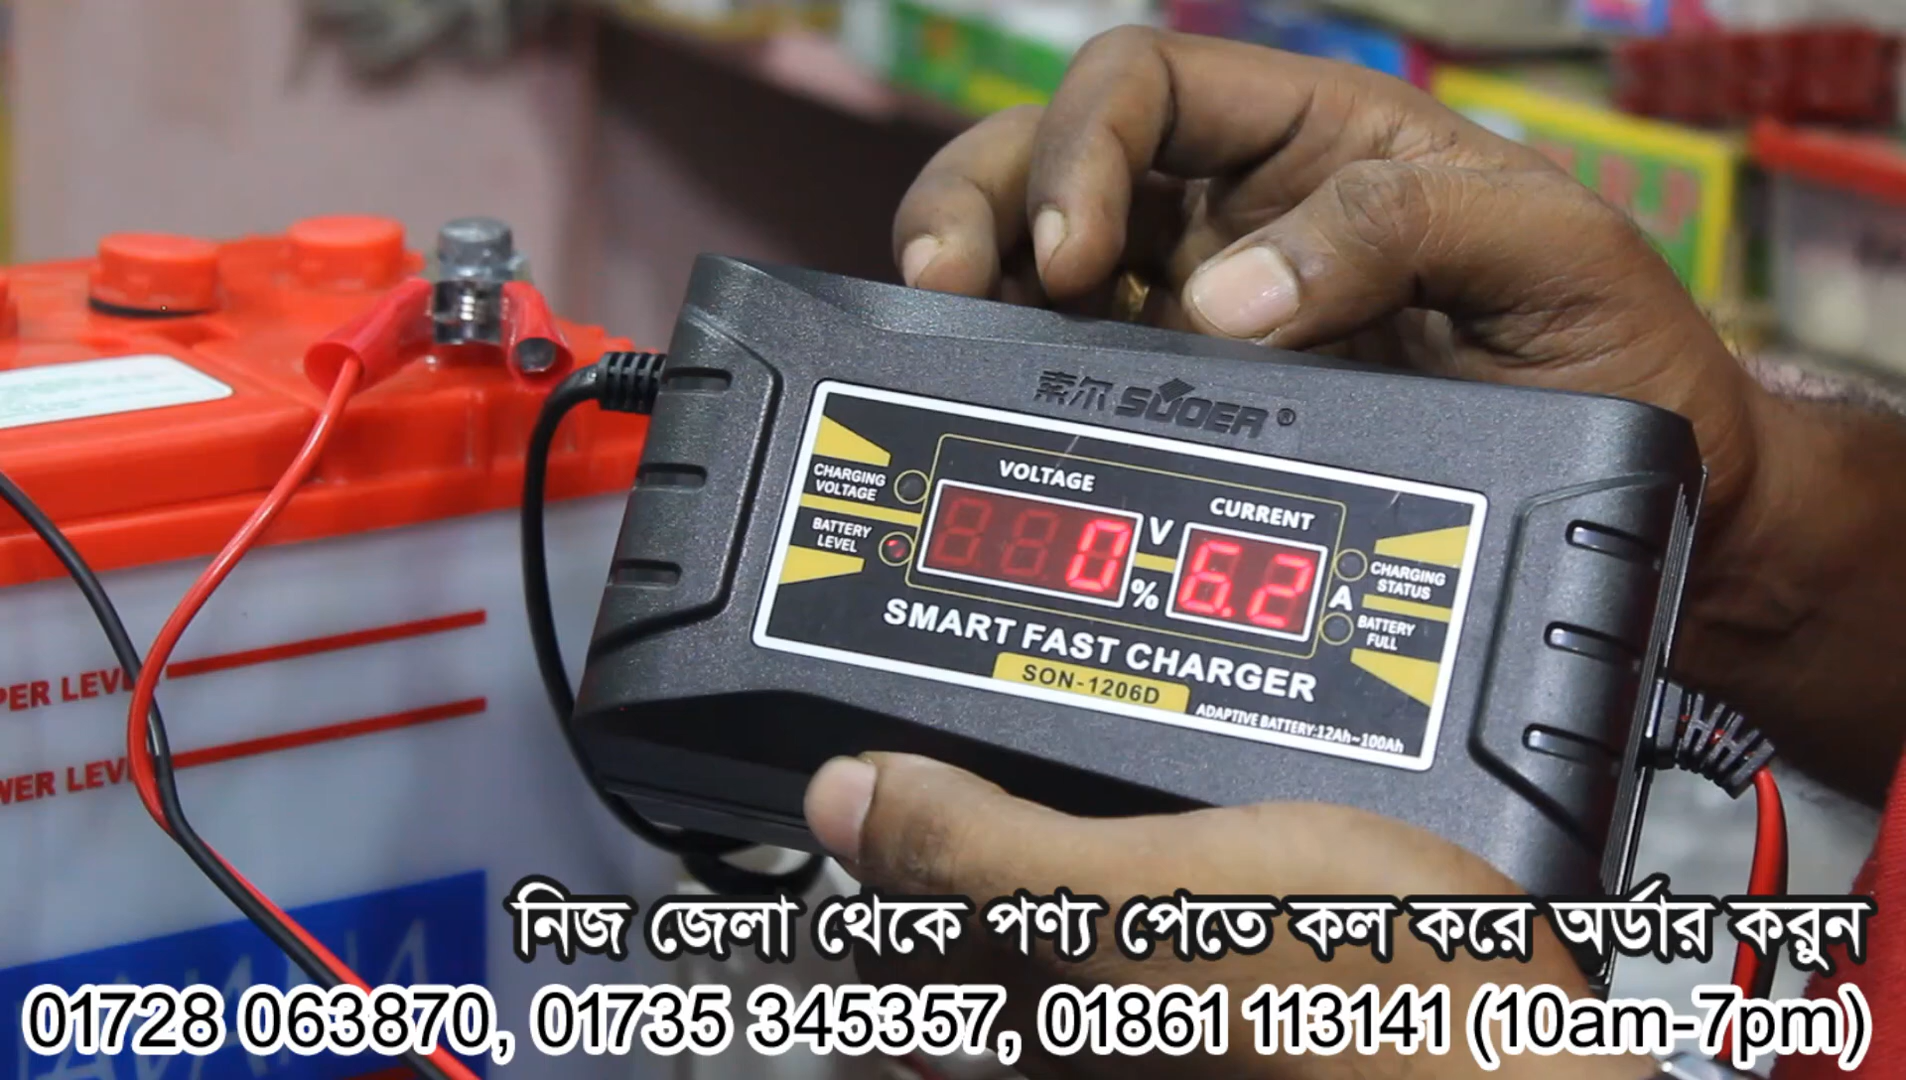 索尔 SUOER ®
VOLTAGE
CHARGING VOLTAGE
CURRENT
V
BATTERY LEVEL
0
6.2
%
A
CHARGING STATUS
BATTERY FULL
SMART FAST CHARGER
SON-1206D
ADAPTIVE BATTERY:12Ah~100Ah
PER LEV
WER LEV
নিজ জেলা থেকে পণ্য পেতে কল করে অর্ডার করুন
01728 063870, 01735 345357, 01861 113141 (10am-7pm)